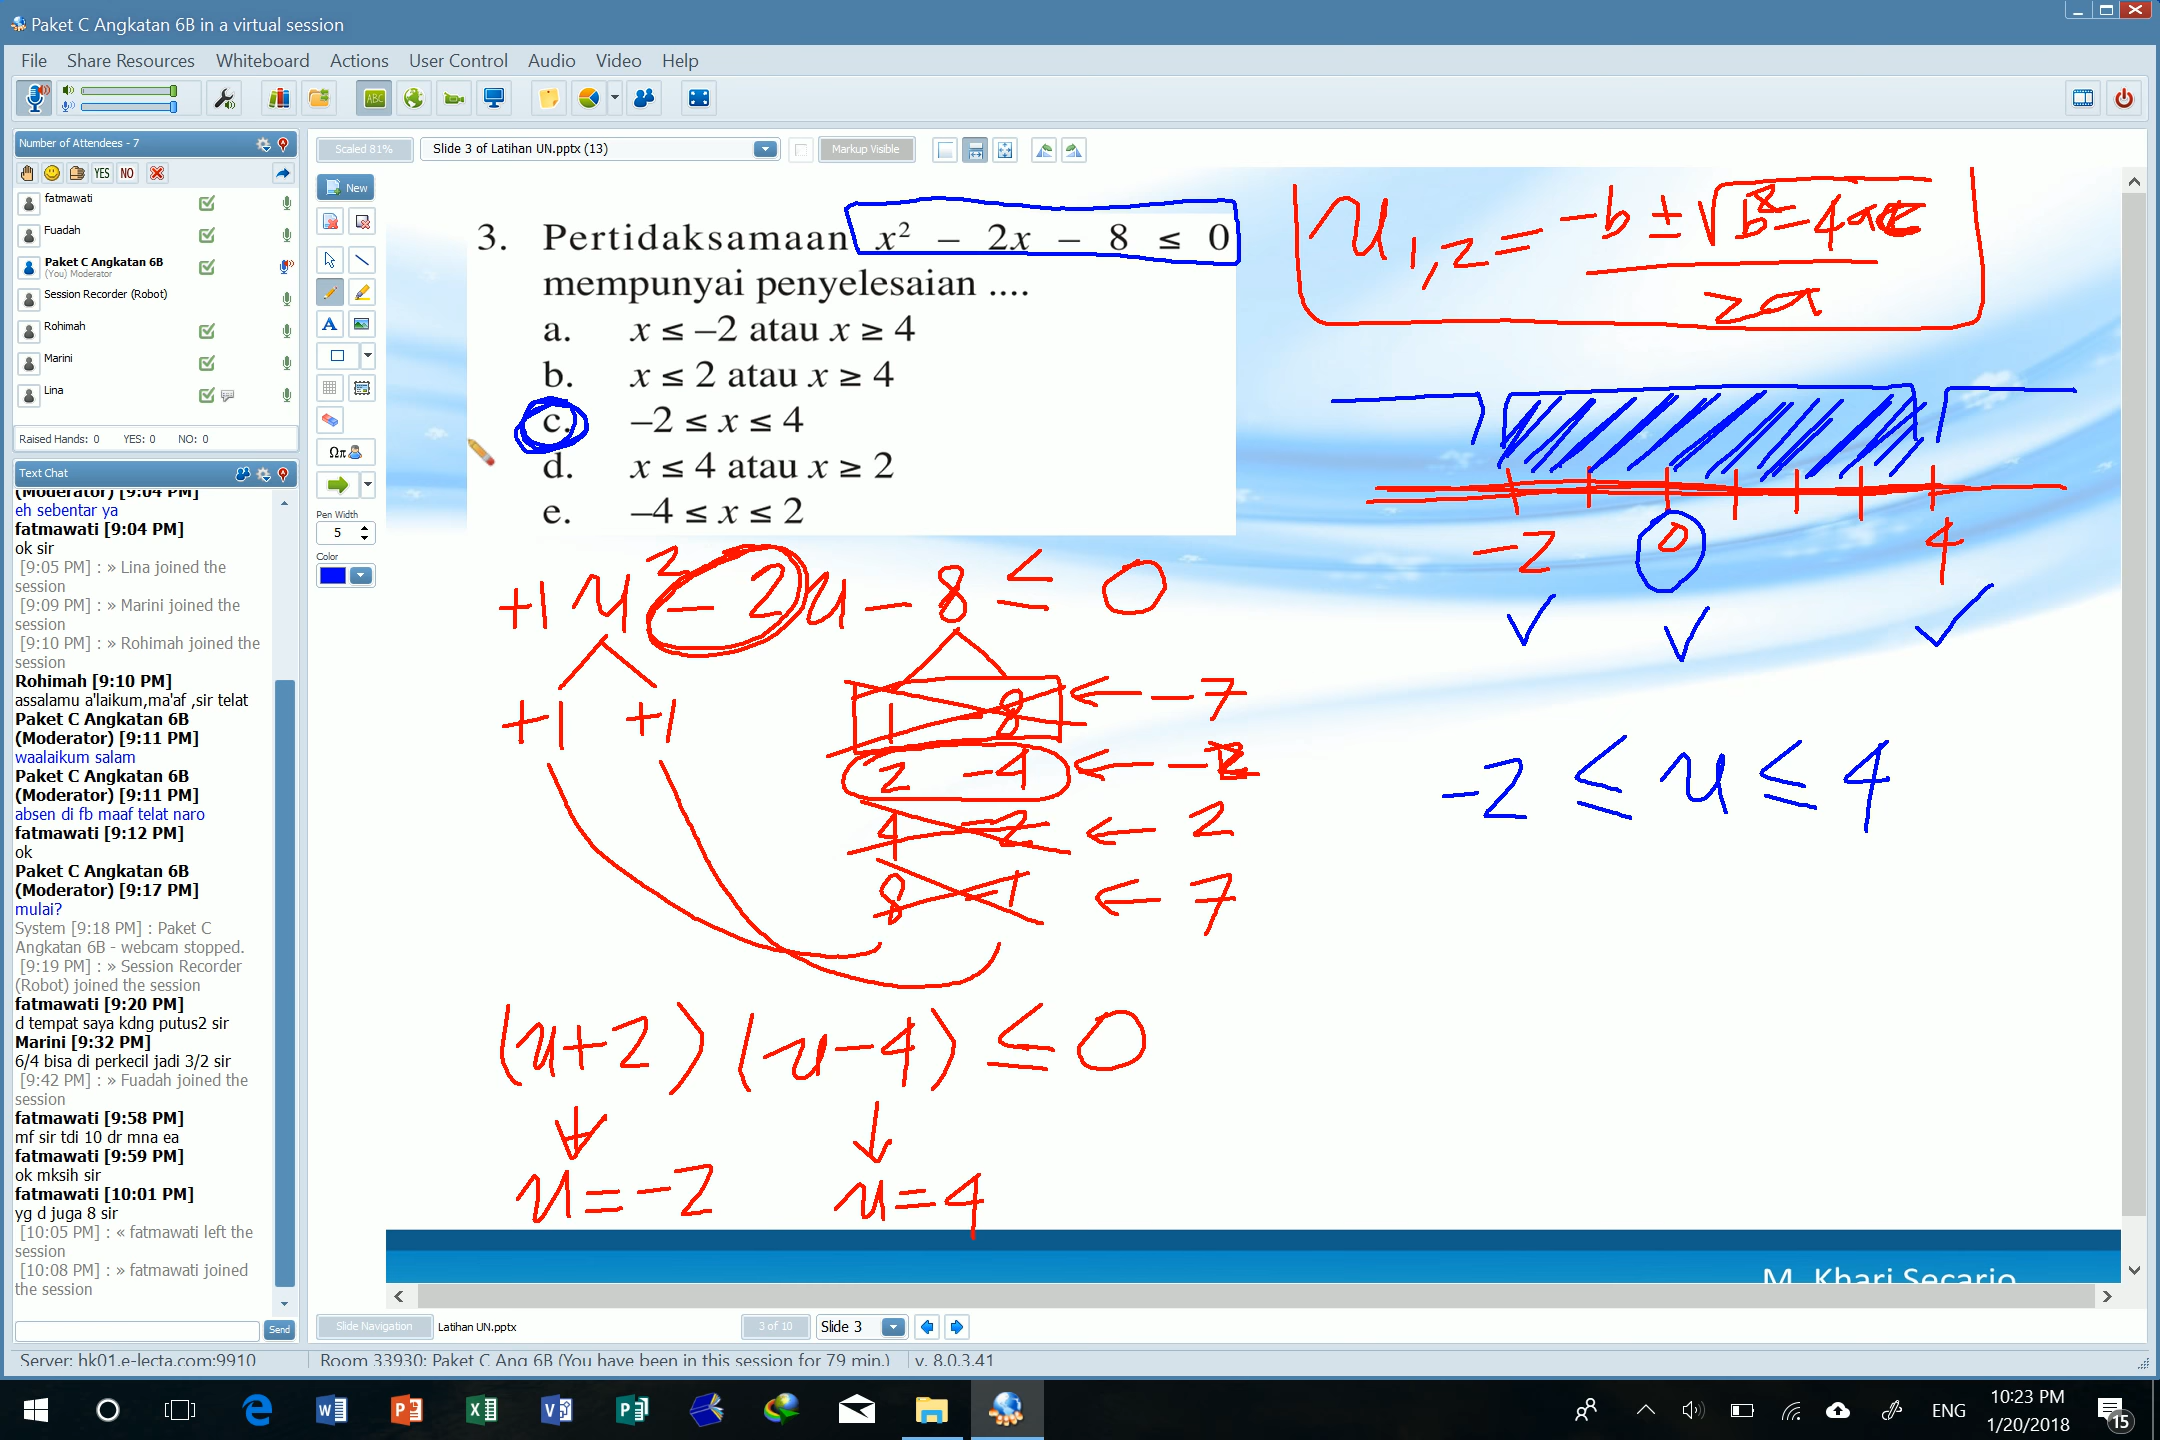 Paket C Angkatan 6B in a virtual session
File Share Resources Whiteboard Actions User Control Audio Video Help
Number of Attendees - 7
YES NO
fatmawati
Fuadah
Paket C Angkatan 6B
(You) Moderator
Session Recorder (Robot)
Rohimah
Marini
Lina
Raised Hands: 0 YES: 0 NO: 0
Text Chat
(Moderator) [9:04 PM]
eh sebentar ya
fatmawati [9:04 PM]
ok sir
[9:05 PM] : » Lina joined the
session
[9:09 PM] : » Marini joined the
session
[9:10 PM] : » Rohimah joined the
session
Rohimah [9:10 PM]
assalamu a'laikum,ma'af ,sir telat
Paket C Angkatan 6B
(Moderator) [9:11 PM]
waalaikum salam
Paket C Angkatan 6B
(Moderator) [9:11 PM]
absen di fb maaf telat naro
fatmawati [9:12 PM]
ok
Paket C Angkatan 6B
(Moderator) [9:17 PM]
mulai?
System [9:18 PM] : Paket C
Angkatan 6B - webcam stopped.
[9:19 PM] : » Session Recorder
(Robot) joined the session
fatmawati [9:20 PM]
d tempat saya kdng putus2 sir
Marini [9:32 PM]
6/4 bisa di perkecil jadi 3/2 sir
[9:42 PM] : » Fuadah joined the
session
fatmawati [9:58 PM]
mf sir tdi 10 dr mna ea
fatmawati [9:59 PM]
ok mksih sir
fatmawati [10:01 PM]
yg d juga 8 sir
[10:05 PM] : « fatmawati left the
session
[10:08 PM] : » fatmawati joined
the session
Send
Scaled 81% Slide 3 of Latihan UN.pptx (13) Markup Visible
New
A
Ωπ
Pen Width
5
Color
3. Pertidaksamaan x² – 2x – 8 ≤ 0
mempunyai penyelesaian ....
a. x ≤ –2 atau x ≥ 4
b. x ≤ 2 atau x ≥ 4
c. –2 ≤ x ≤ 4
d. x ≤ 4 atau x ≥ 2
e. –4 ≤ x ≤ 2
+1x² – 2x – 8 ≤ 0
+1 +1
1 –8 ← –7
2 –4 ← –2
4 –2 ← 2
8 –1 ← 7
(x+2) (x–4) ≤ 0
x = –2 x = 4
x1,2 = –b ± √b²–4ac
2a
–2 0 4
–2 ≤ x ≤ 4
M. Khari Secario
Slide Navigation Latihan UN.pptx 3 of 10 Slide 3
Server: hk01.e-lecta.com:9910 Room 33930: Paket C Ang 6B (You have been in this session for 79 min.) v. 8.0.3.41
ENG
10:23 PM
1/20/2018
15